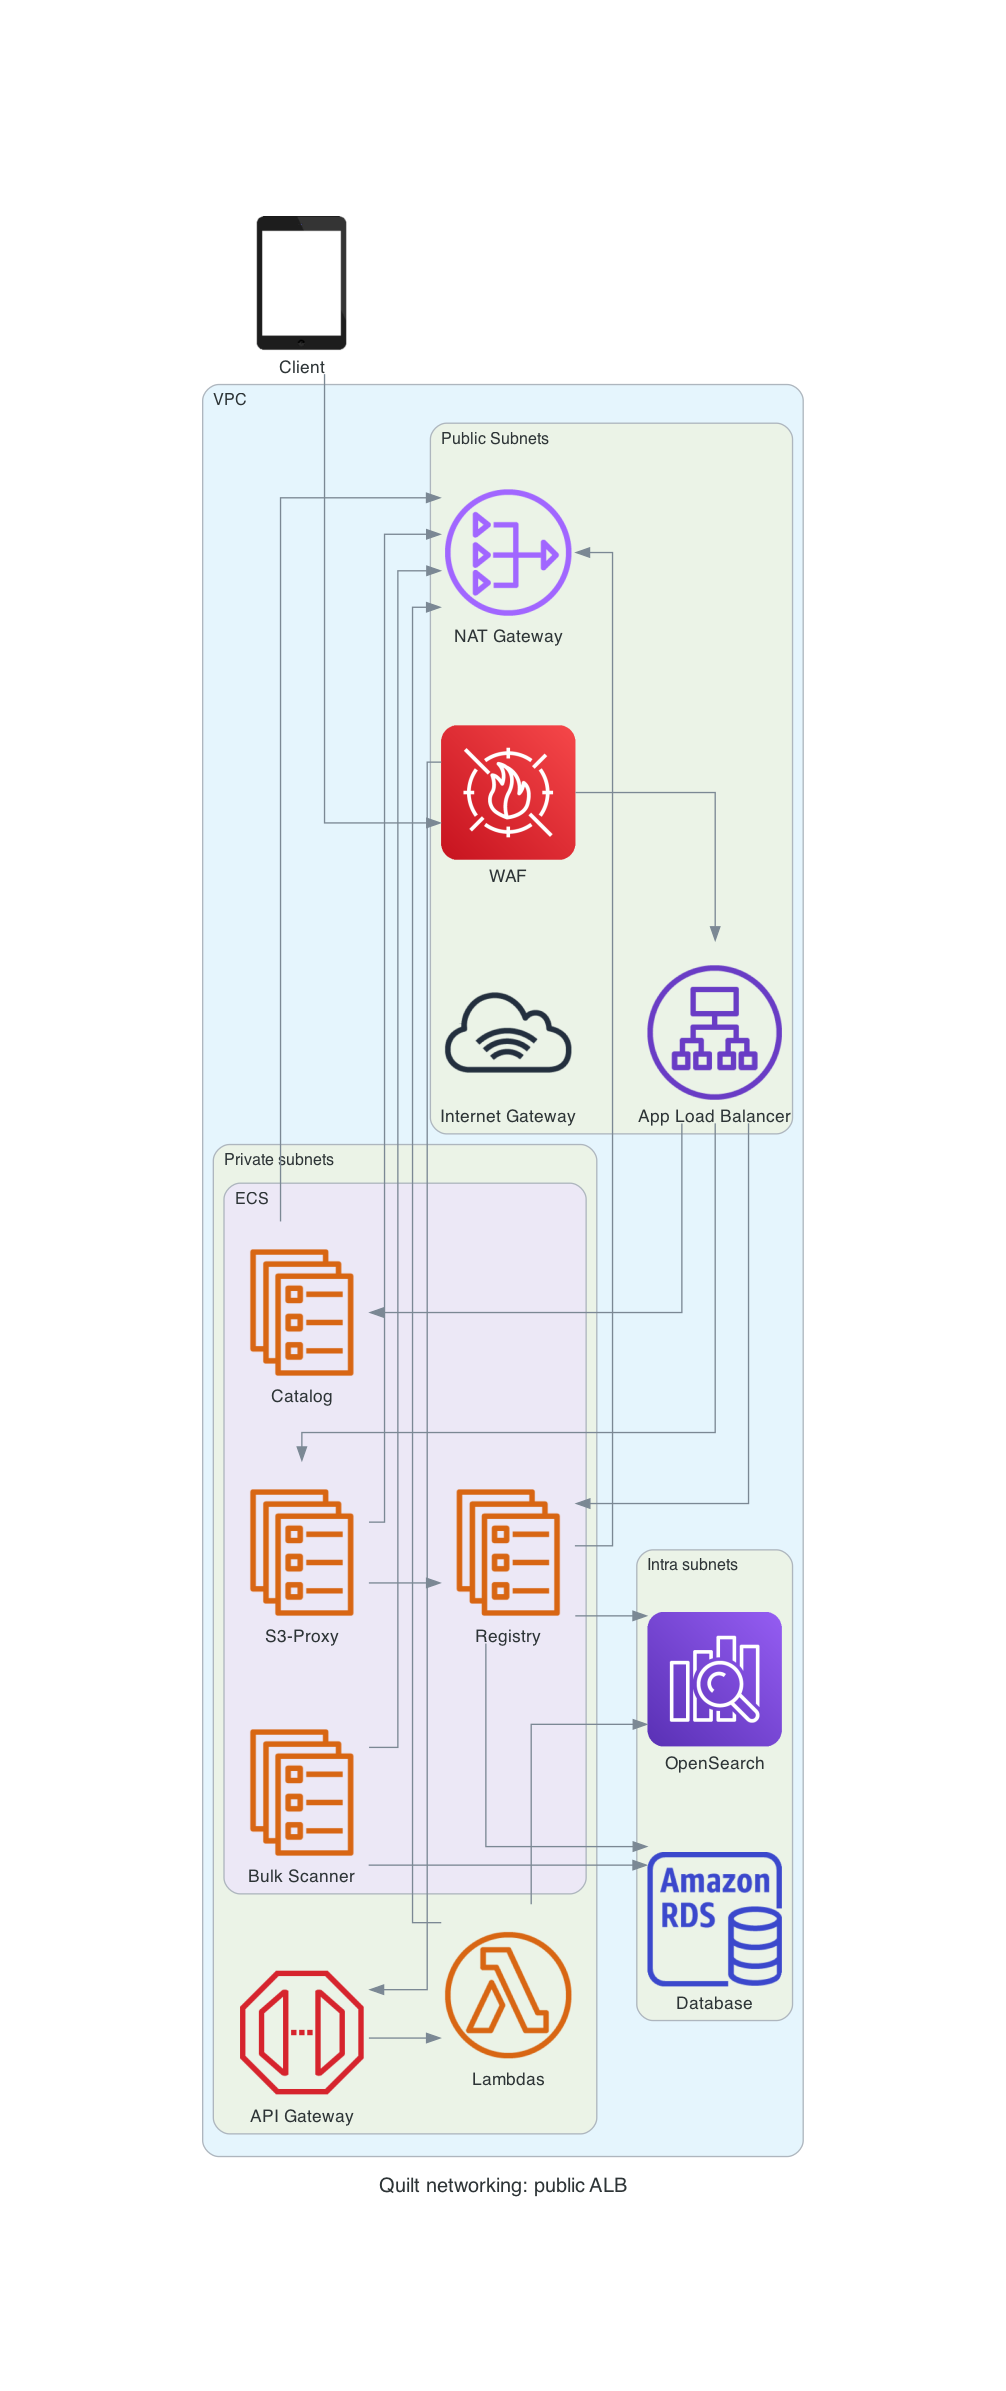 Client
VPC
Public Subnets
NAT Gateway
WAF
Internet Gateway
App Load Balancer
Private subnets
ECS
Catalog
S3-Proxy
Registry
Intra subnets
OpenSearch
Bulk Scanner
Amazon
RDS
Database
Lambdas
API Gateway
Quilt networking: public ALB